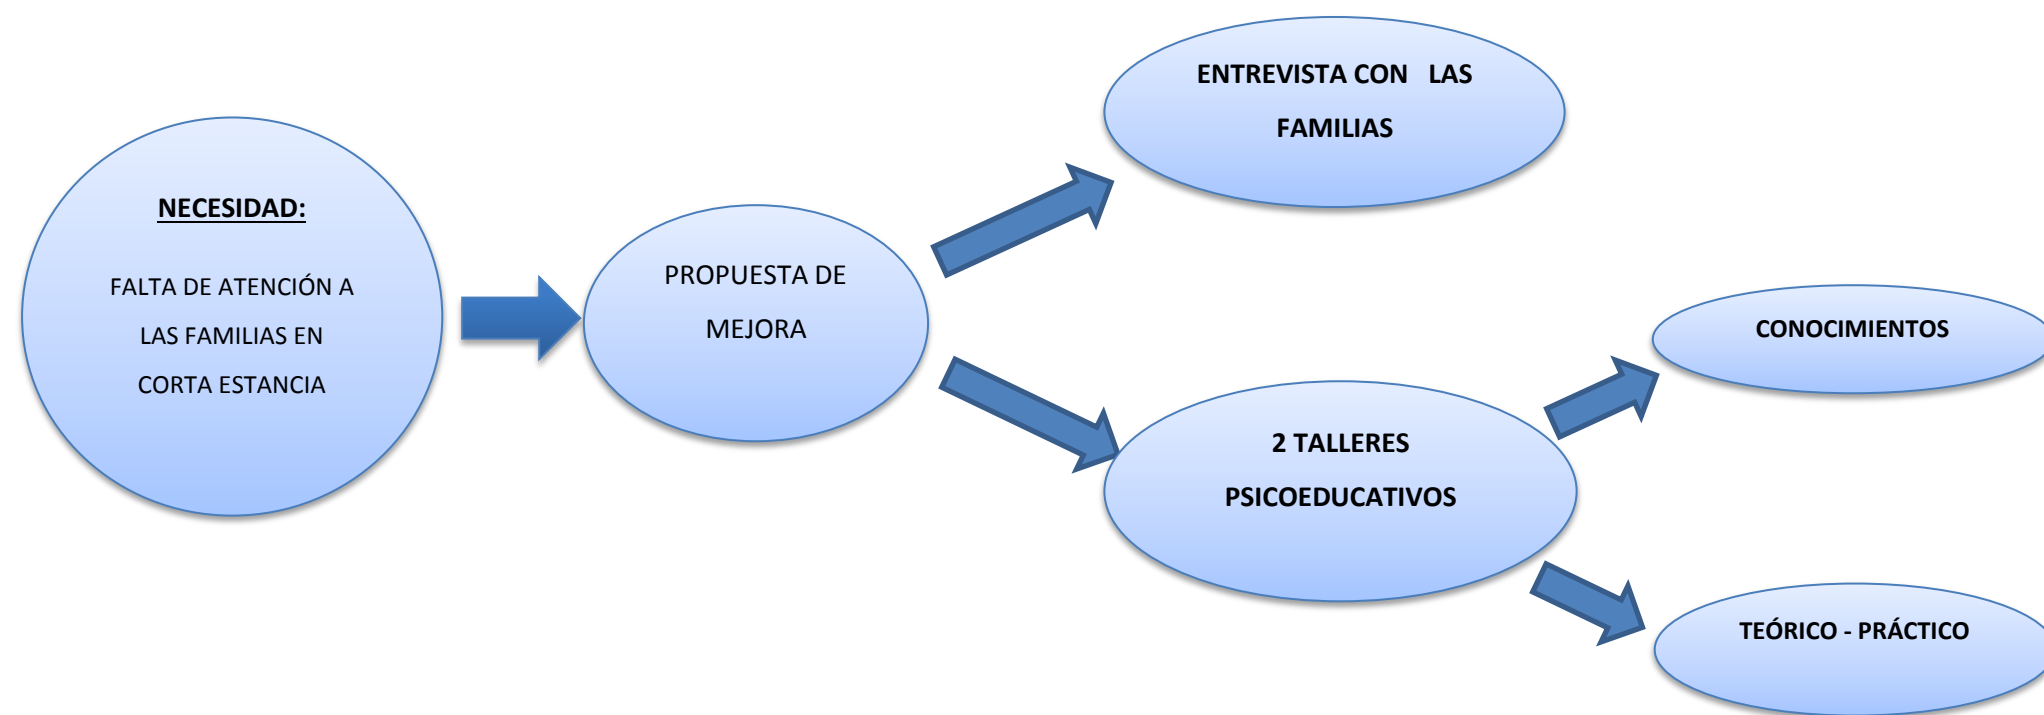 NECESIDAD:
FALTA DE ATENCIÓN A
LAS FAMILIAS EN
CORTA ESTANCIA
PROPUESTA DE
MEJORA
ENTREVISTA CON LAS
FAMILIAS
2 TALLERES
PSICOEDUCATIVOS
CONOCIMIENTOS
TEÓRICO - PRÁCTICO